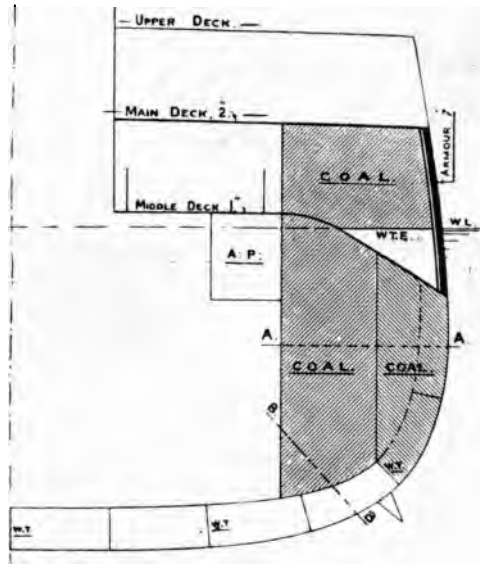 UPPER DECK.
MAIN DECK, 2"
ARMOUR 7"
COAL.
MIDDLE DECK 1",
W.L.
W.T.E.
A.P.
A.
A
COAL.
COAL.
B
W.T.
B
W.T.
W.T